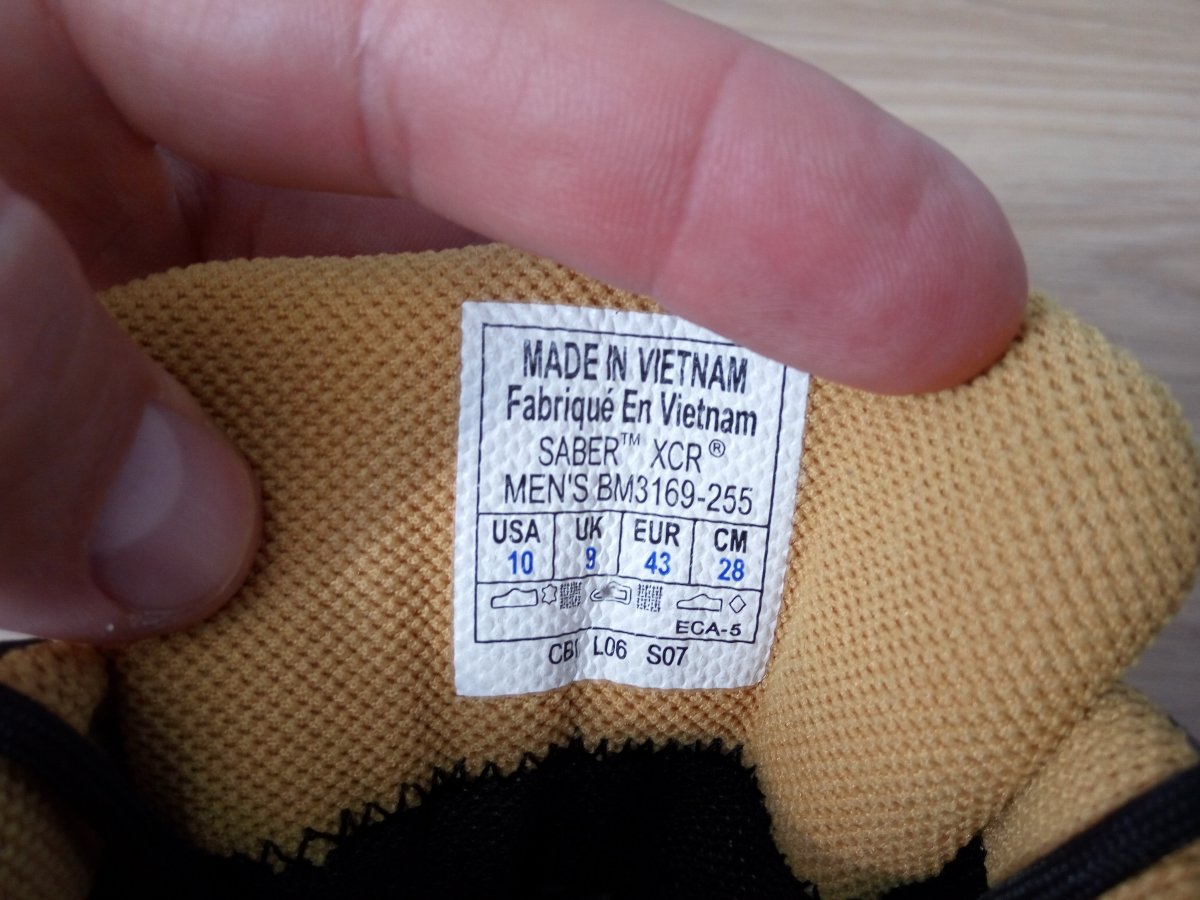 MADE IN VIETNAM
Fabriqué En Vietnam
SABER™ XCR®
MEN'S BM3169-255
USA UK EUR CM
10 9 43 28
ECA-5
L06 S07